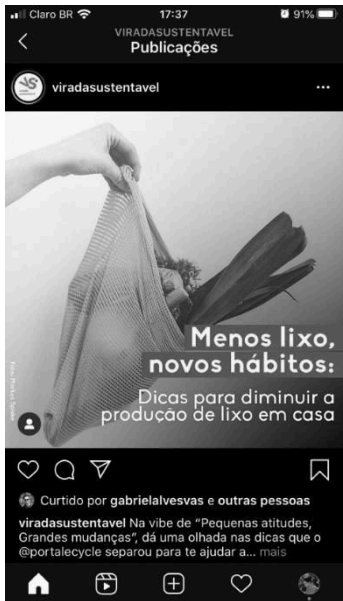 Claro BR 17:37 91%
VIRADASUSTENTAVEL
Publicações
viradasustentavel
Menos lixo,
novos hábitos:
Dicas para diminuir a
produção de lixo em casa
Curtido por gabrielalvesvas e outras pessoas
viradasustentavel Na vibe de “Pequenas atitudes,
Grandes mudanças”, dá uma olhada nas dicas que o
@portalecycle separou para te ajudar a... mais